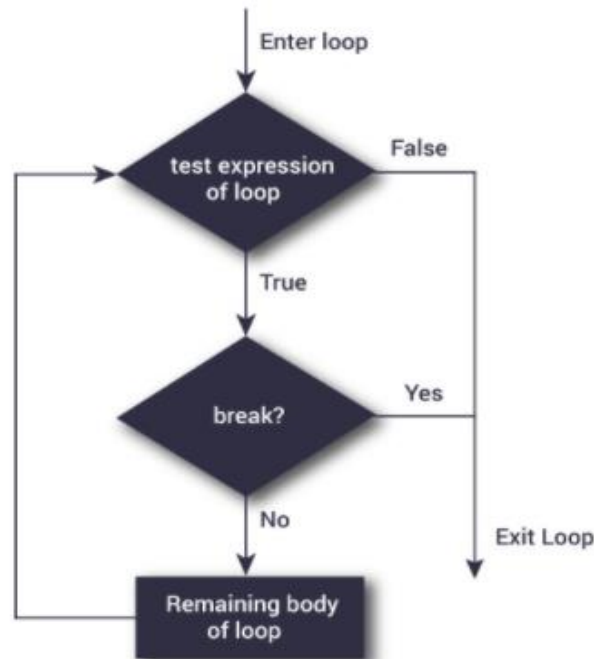 Enter loop
test expression
of loop
False
True
break?
Yes
No
Exit Loop
Remaining body
of loop